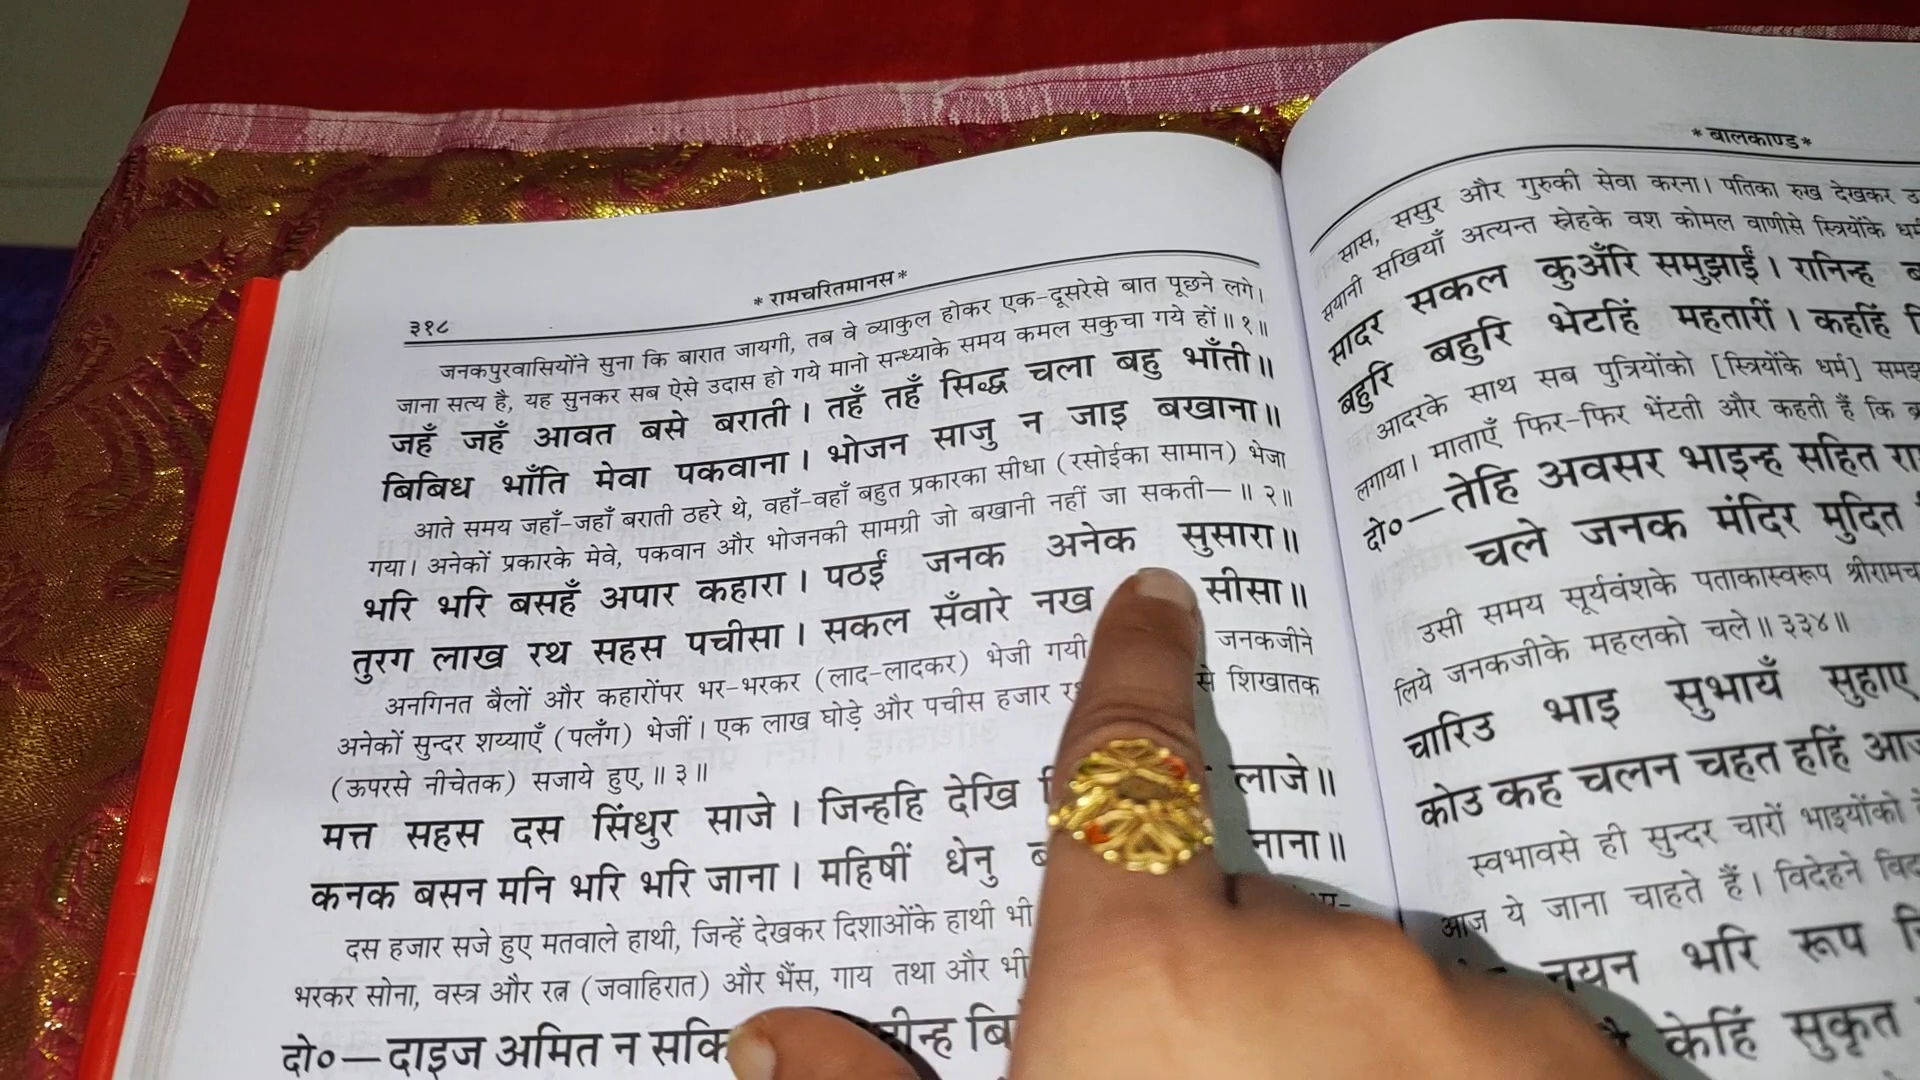 ३१८
* रामचरितमानस *
जनकपुरवासियोंने सुना कि बारात जायगी, तब वे व्याकुल होकर एक-दूसरेसे बात पूछने लगे।
जाना सत्य है, यह सुनकर सब ऐसे उदास हो गये मानो सन्ध्याके समय कमल सकुचा गये हों॥ १॥
जहँ जहँ आवत बसे बराती। तहँ तहँ सिद्ध चला बहु भाँती॥
बिबिध भाँति मेवा पकवाना। भोजन साजु न जाइ बखाना॥
आते समय जहाँ-जहाँ बराती ठहरे थे, वहाँ-वहाँ बहुत प्रकारका सीधा (रसोईका सामान) भेजा
गया। अनेकों प्रकारके मेवे, पकवान और भोजनकी सामग्री जो बखानी नहीं जा सकती—॥ २॥
भरि भरि बसहँ अपार कहारा। पठईं जनक अनेक सुसारा॥
तुरग लाख रथ सहस पचीसा। सकल सँवारे नख सीसा॥
अनगिनत बैलों और कहारोंपर भर-भरकर (लाद-लादकर) भेजी गयी जनकजीने
अनेकों सुन्दर शय्याएँ (पलँग) भेजीं। एक लाख घोड़े और पचीस हजार से शिखातक
(ऊपरसे नीचेतक) सजाये हुए,॥ ३॥
मत्त सहस दस सिंधुर साजे। जिन्हहि देखि लाजे॥
कनक बसन मनि भरि भरि जाना। महिषीं धेनु नाना॥
दस हजार सजे हुए मतवाले हाथी, जिन्हें देखकर दिशाओंके हाथी भी
भरकर सोना, वस्त्र और रत्न (जवाहिरात) और भैंस, गाय तथा और भी
दो०—दाइज अमित न सकि
* बालकाण्ड *
सास, ससुर और गुरुकी सेवा करना। पतिका रुख देखकर
सयानी सखियाँ अत्यन्त स्नेहके वश कोमल वाणीसे स्त्रियोंके
सादर सकल कुअँरि समुझाईं। रानिन्ह
बहुरि बहुरि भेटहिं महतारीं। कहहिं
आदरके साथ सब पुत्रियोंको [स्त्रियोंके धर्म]
लगाया। माताएँ फिर-फिर भेंटती और कहती हैं कि
दो०—तेहि अवसर भाइन्ह सहित
चले जनक मंदिर मुदित
उसी समय सूर्यवंशके पताकास्वरूप
लिये जनकजीके महलको चले॥ ३३४॥
चारिउ भाइ सुभायँ सुहाए
कोउ कह चलन चहत हहिं
स्वभावसे ही सुन्दर चारों भाइयोंको
आज ये जाना चाहते हैं। विदेहने
नयन भरि रूप
केहिं सुकृत